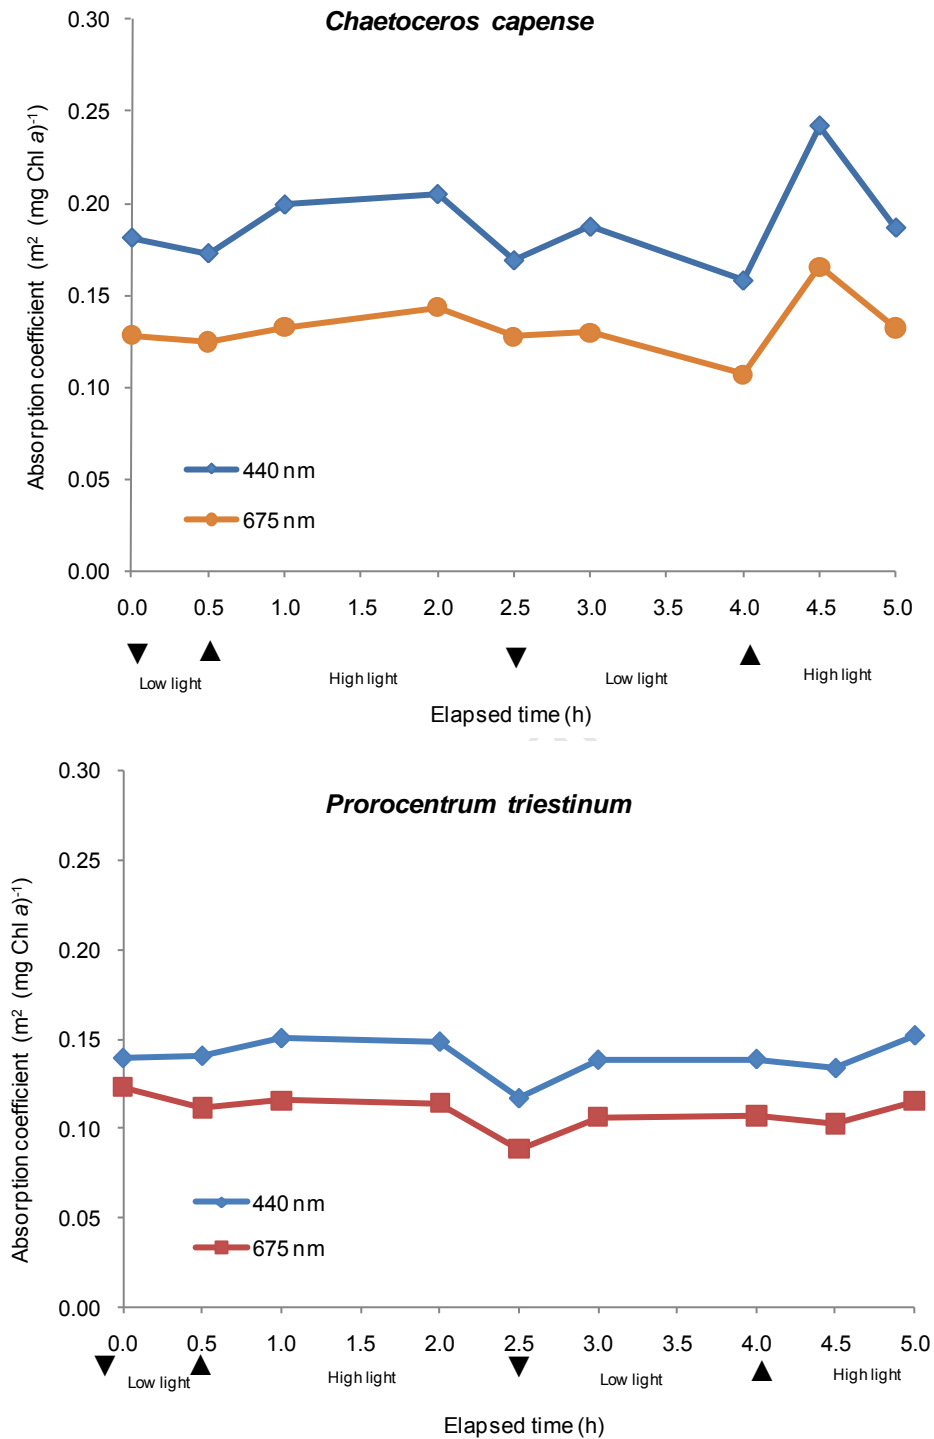 Chaetoceros capense
Absorption coefficient (m² (mg Chl a)⁻¹)
0.30
0.25
0.20
0.15
0.10
0.05
0.00
440 nm
675 nm
0.0 0.5 1.0 1.5 2.0 2.5 3.0 3.5 4.0 4.5 5.0
▼ ▲ ▼ ▲
Low light High light Low light High light
Elapsed time (h)
Prorocentrum triestinum
Absorption coefficient (m² (mg Chl a)⁻¹)
0.30
0.25
0.20
0.15
0.10
0.05
0.00
440 nm
675 nm
0.0 0.5 1.0 1.5 2.0 2.5 3.0 3.5 4.0 4.5 5.0
▼ ▲ ▼ ▲
Low light High light Low light High light
Elapsed time (h)